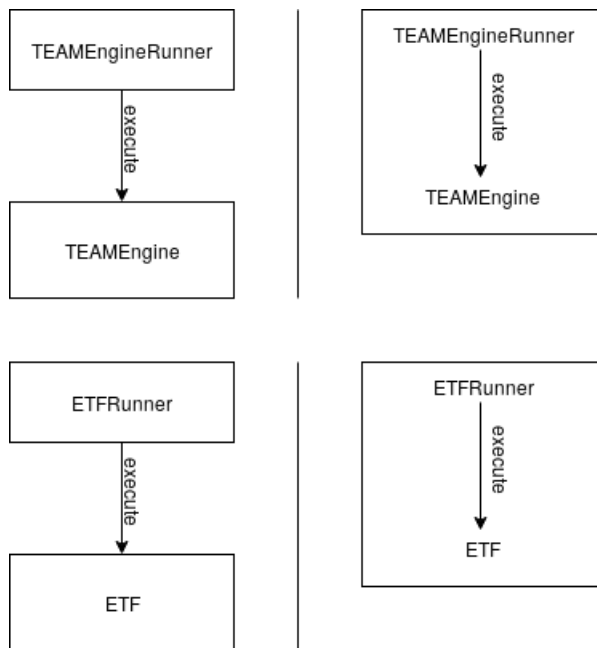 TEAMEngineRunner
execute
TEAMEngine
TEAMEngineRunner
execute
TEAMEngine
ETFRunner
execute
ETF
ETFRunner
execute
ETF